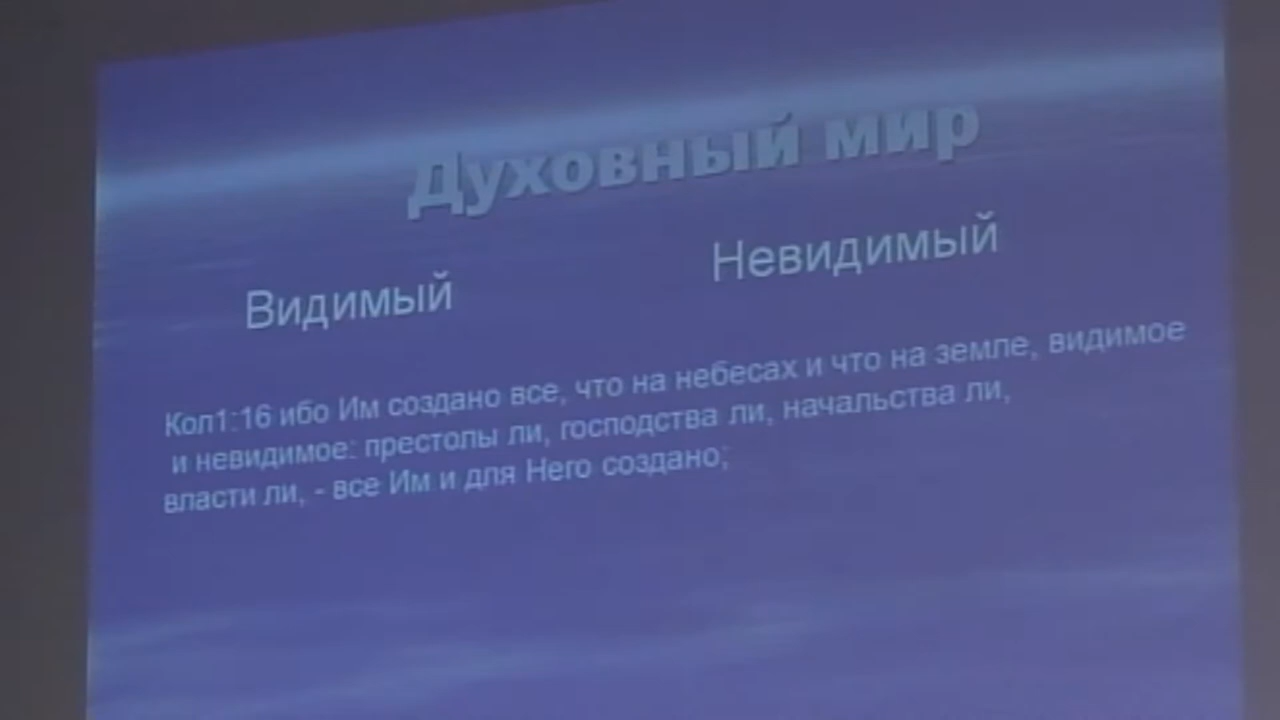 Духовный мир
Видимый Невидимый
Кол1:16 ибо Им создано все, что на небесах и что на земле, видимое
и невидимое: престолы ли, господства ли, начальства ли,
власти ли, - все Им и для Него создано;